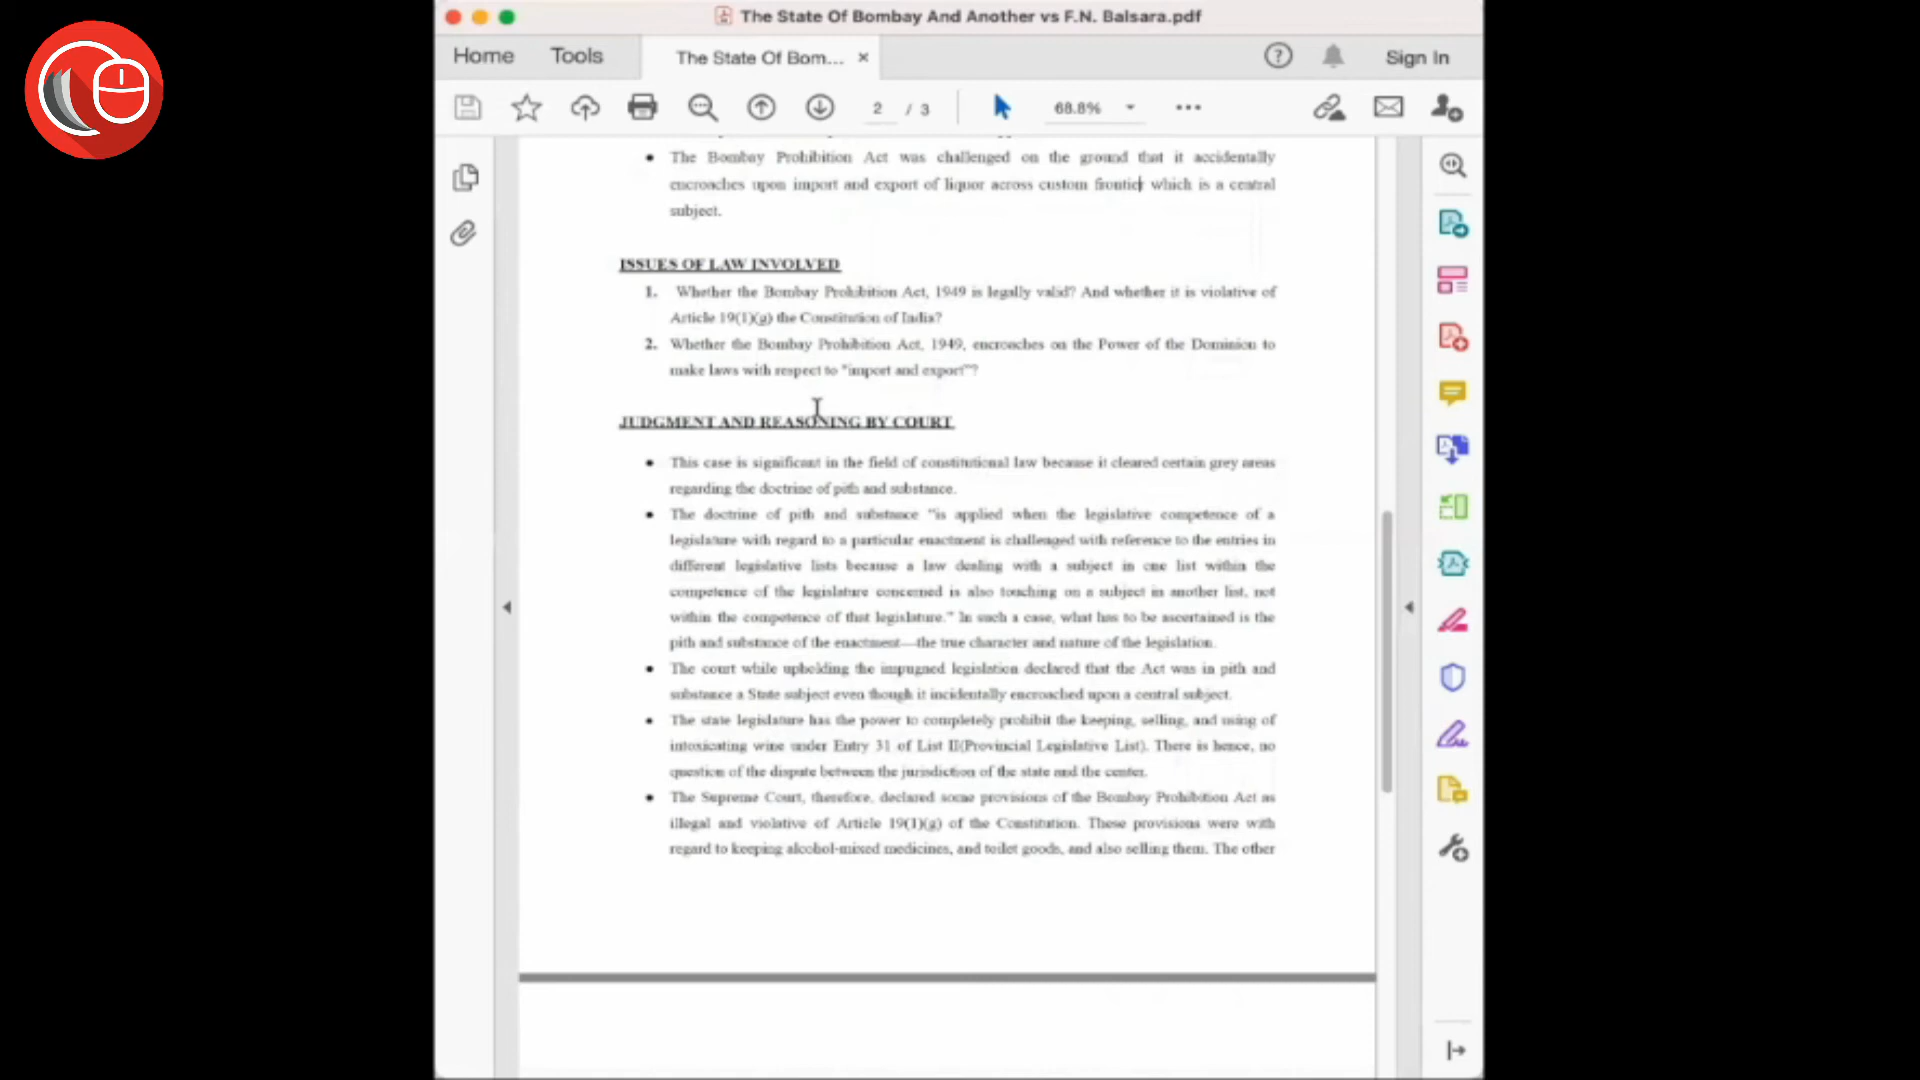 The State Of Bombay And Another vs F.N. Balsara.pdf
Home Tools The State Of Bom... × Sign In
2 / 3 68.8%
• The Bombay Prohibition Act was challenged on the ground that it accidentally
encroaches upon import and export of liquor across custom frontier which is a central
subject.
ISSUES OF LAW INVOLVED
1. Whether the Bombay Prohibition Act, 1949 is legally valid? And whether it is violative of
Article 19(1)(g) the Constitution of India?
2. Whether the Bombay Prohibition Act, 1949, encroaches on the Power of the Dominion to
make laws with respect to "import and export"?
JUDGMENT AND REASONING BY COURT
• This case is significant in the field of constitutional law because it cleared certain grey areas
regarding the doctrine of pith and substance.
• The doctrine of pith and substance "is applied when the legislative competence of a
legislature with regard to a particular enactment is challenged with reference to the entries in
different legislative lists because a law dealing with a subject in one list within the
competence of the legislature concerned is also touching on a subject in another list, not
within the competence of that legislature." In such a case, what has to be ascertained is the
pith and substance of the enactment—the true character and nature of the legislation.
• The court while upholding the impugned legislation declared that the Act was in pith and
substance a State subject even though it incidentally encroached upon a central subject.
• The state legislature has the power to completely prohibit the keeping, selling, and using of
intoxicating wine under Entry 31 of List II(Provincial Legislative List). There is hence, no
question of the dispute between the jurisdiction of the state and the center.
• The Supreme Court, therefore, declared some provisions of the Bombay Prohibition Act as
illegal and violative of Article 19(1)(g) of the Constitution. These provisions were with
regard to keeping alcohol-mixed medicines, and toilet goods, and also selling them. The other